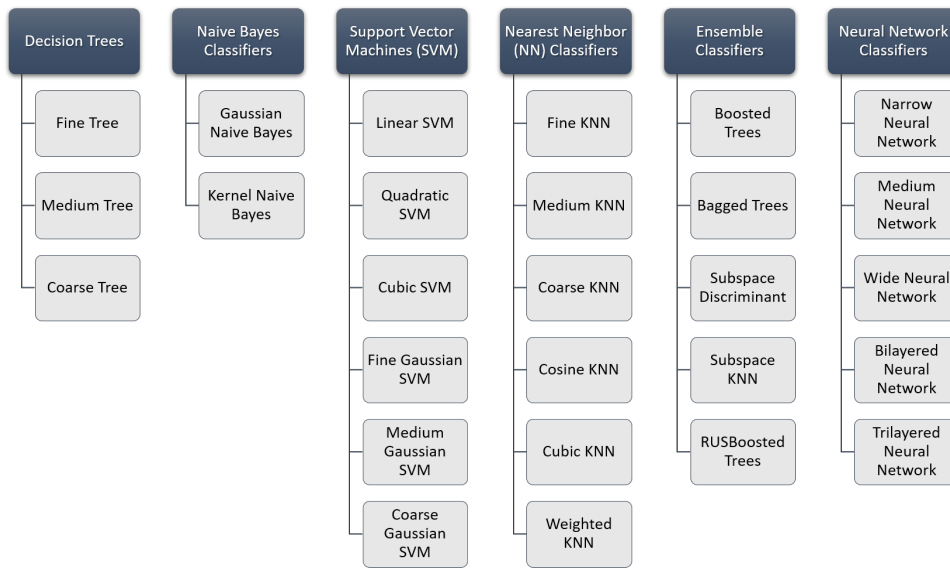 Decision Trees
Fine Tree
Medium Tree
Coarse Tree
Naive Bayes
Classifiers
Gaussian
Naive Bayes
Kernel Naive
Bayes
Support Vector
Machines (SVM)
Linear SVM
Quadratic
SVM
Cubic SVM
Fine Gaussian
SVM
Medium
Gaussian
SVM
Coarse
Gaussian
SVM
Nearest Neighbor
(NN) Classifiers
Fine KNN
Medium KNN
Coarse KNN
Cosine KNN
Cubic KNN
Weighted
KNN
Ensemble
Classifiers
Boosted
Trees
Bagged Trees
Subspace
Discriminant
Subspace
KNN
RUSBoosted
Trees
Neural Network
Classifiers
Narrow
Neural
Network
Medium
Neural
Network
Wide Neural
Network
Bilayered
Neural
Network
Trilayered
Neural
Network